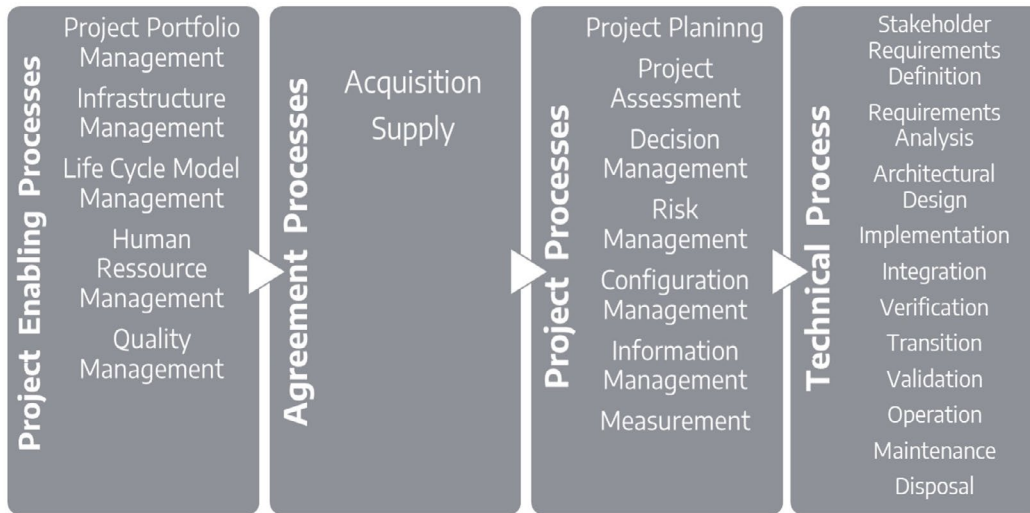 Project Enabling Processes
Project Portfolio
Management
Infrastructure
Management
Life Cycle Model
Management
Human
Ressource
Management
Quality
Management
Agreement Processes
Acquisition
Supply
Project Processes
Project Planinng
Project
Assessment
Decision
Management
Risk
Management
Configuration
Management
Information
Management
Measurement
Technical Process
Stakeholder
Requirements
Definition
Requirements
Analysis
Architectural
Design
Implementation
Integration
Verification
Transition
Validation
Operation
Maintenance
Disposal